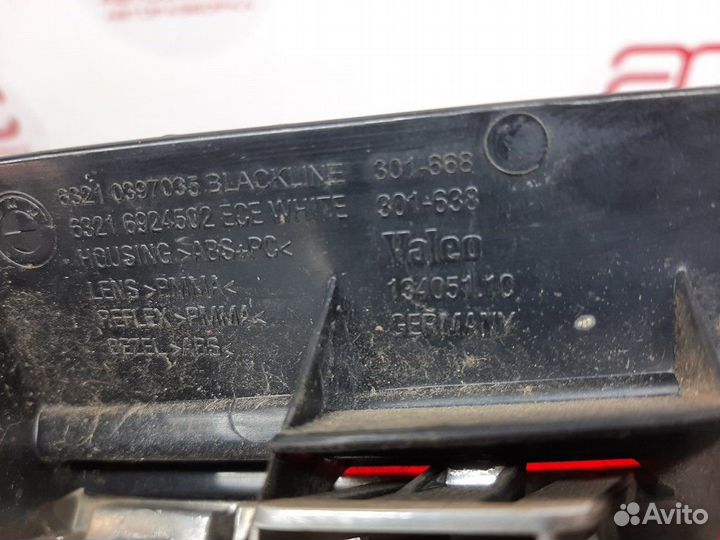 6321 0397035 BLACKLINE 301-668
6321 6924502 ECE WHITE 301-638
HOUSING >ABS+PC< Valeo
LENS >PMMA< 134051.10
REFLEX >PMMA< GERMANY
BEZEL >ABS<
Avito